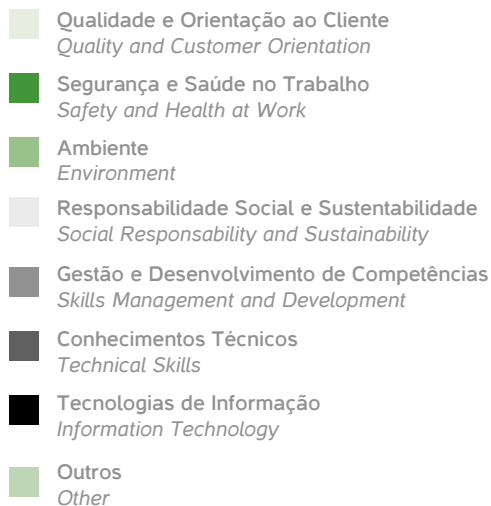 Qualidade e Orientação ao Cliente
Quality and Customer Orientation
Segurança e Saúde no Trabalho
Safety and Health at Work
Ambiente
Environment
Responsabilidade Social e Sustentabilidade
Social Responsability and Sustainability
Gestão e Desenvolvimento de Competências
Skills Management and Development
Conhecimentos Técnicos
Technical Skills
Tecnologias de Informação
Information Technology
Outros
Other